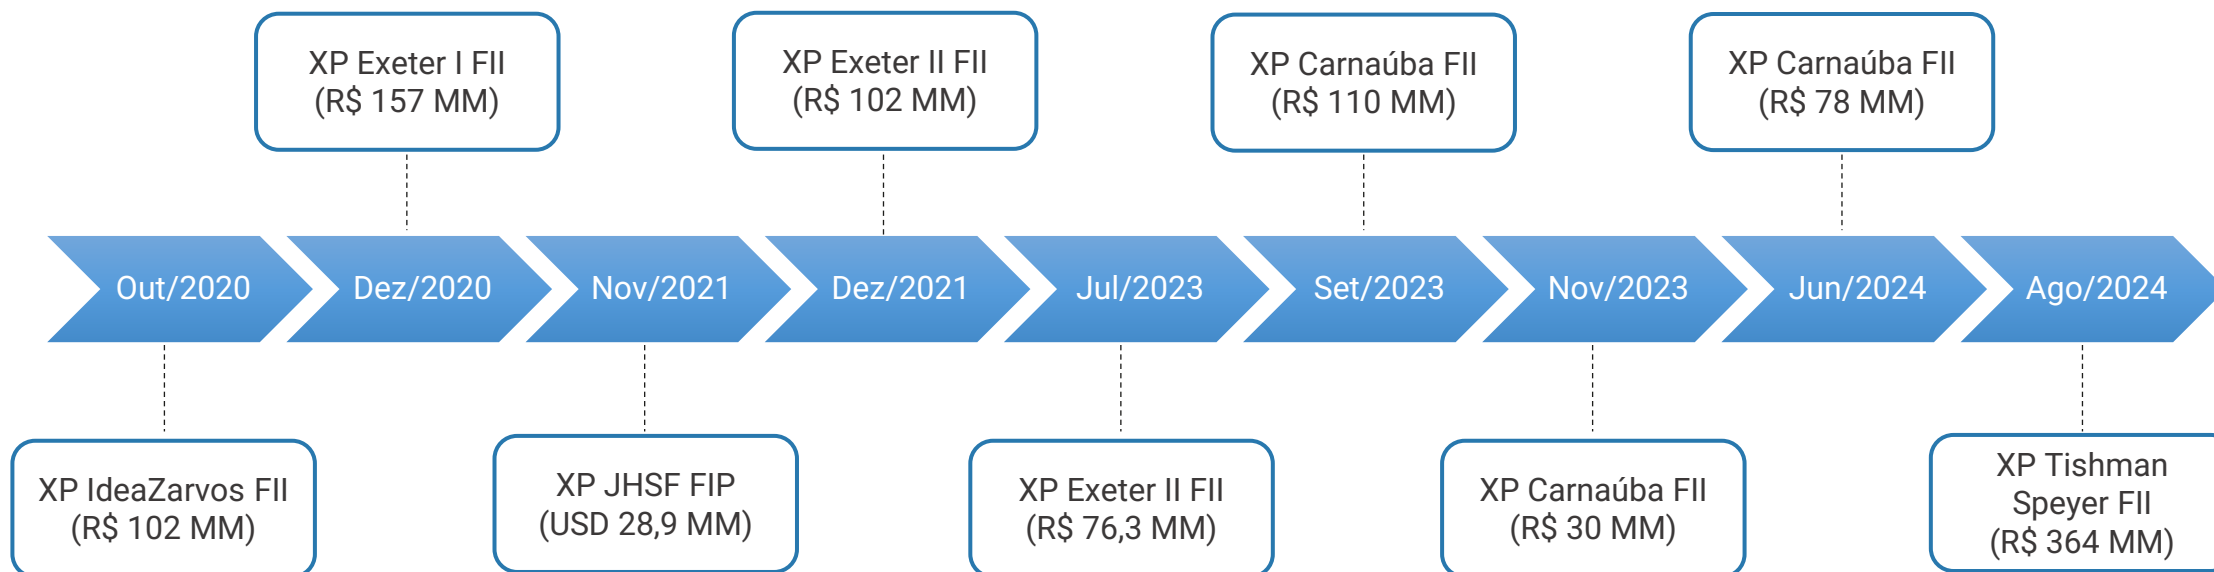 XP Exeter I FII
(R$ 157 MM)
XP Exeter II FII
(R$ 102 MM)
XP Carnaúba FII
(R$ 110 MM)
XP Carnaúba FII
(R$ 78 MM)
Out/2020
Dez/2020
Nov/2021
Dez/2021
Jul/2023
Set/2023
Nov/2023
Jun/2024
Ago/2024
XP IdeaZarvos FII
(R$ 102 MM)
XP JHSF FIP
(USD 28,9 MM)
XP Exeter II FII
(R$ 76,3 MM)
XP Carnaúba FII
(R$ 30 MM)
XP Tishman
Speyer FII
(R$ 364 MM)